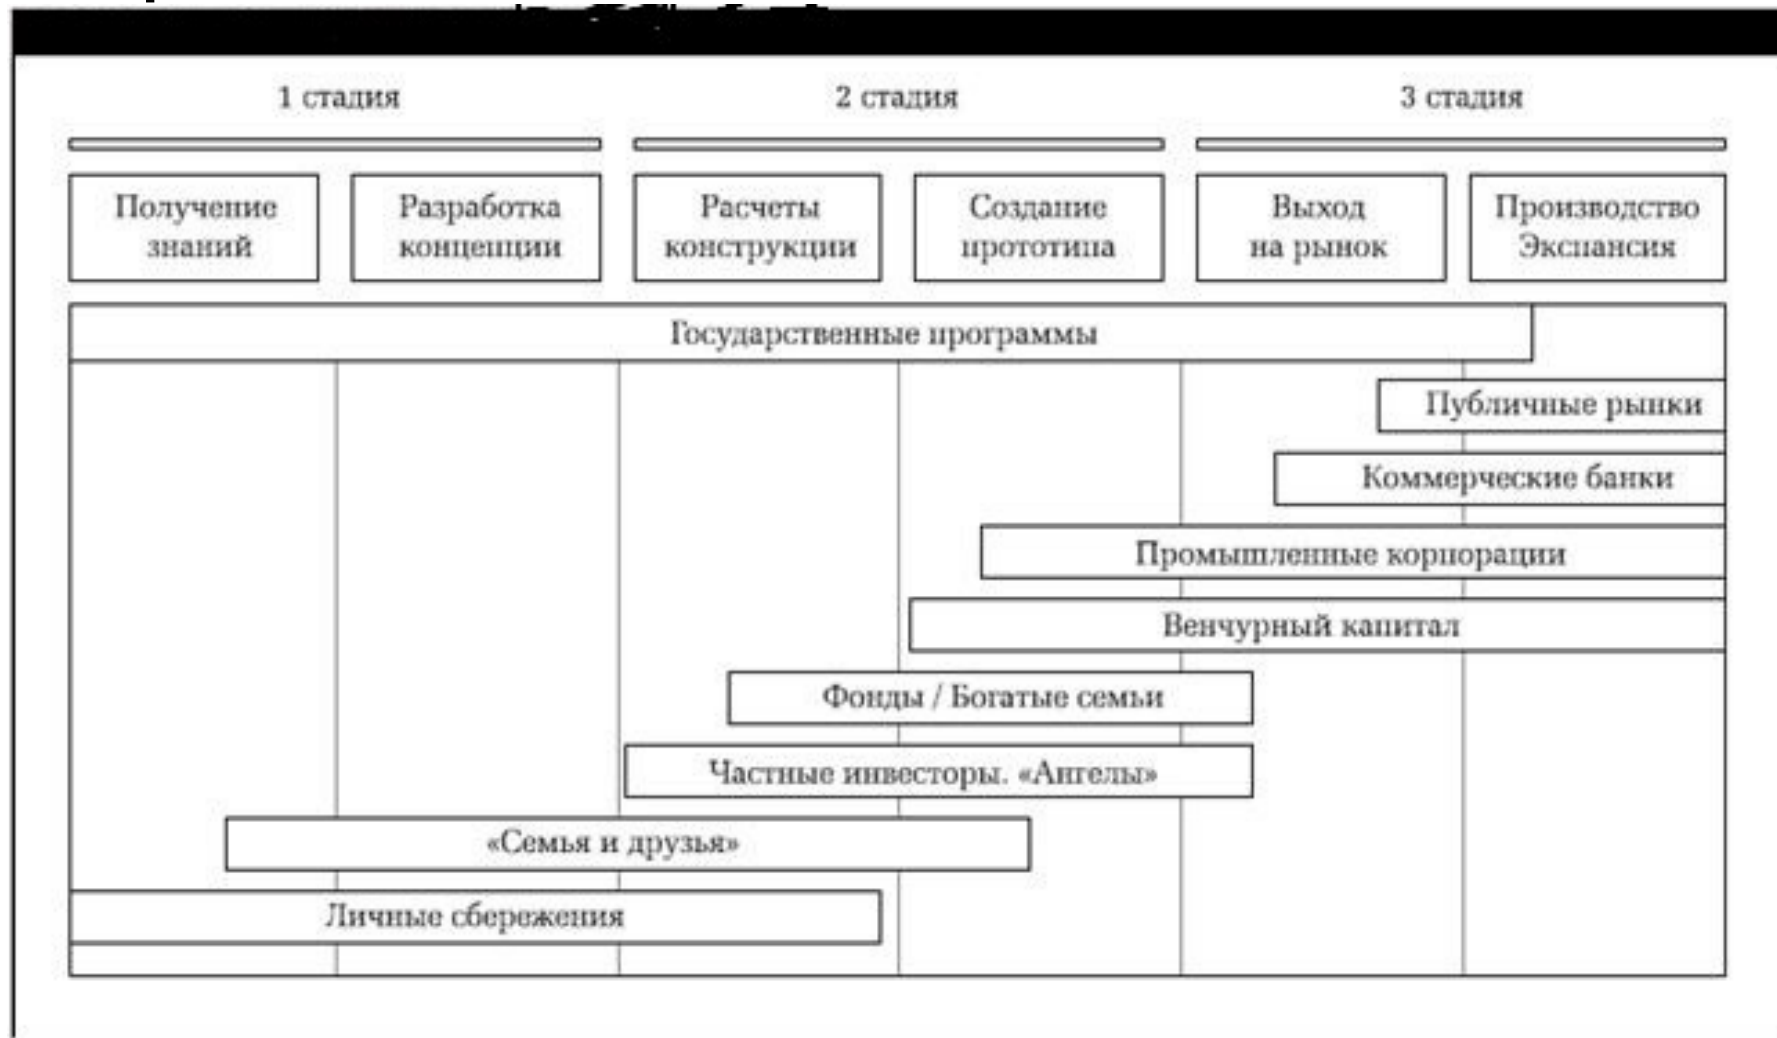 1 стадия 2 стадия 3 стадия
Получение
знаний
Разработка
концепции
Расчеты
конструкции
Создание
прототипа
Выход
на рынок
Производство
Экспансия
Государственные программы
Публичные рынки
Коммерческие банки
Промышленные корпорации
Венчурный капитал
Фонды / Богатые семьи
Частные инвесторы. «Ангелы»
«Семья и друзья»
Личные сбережения